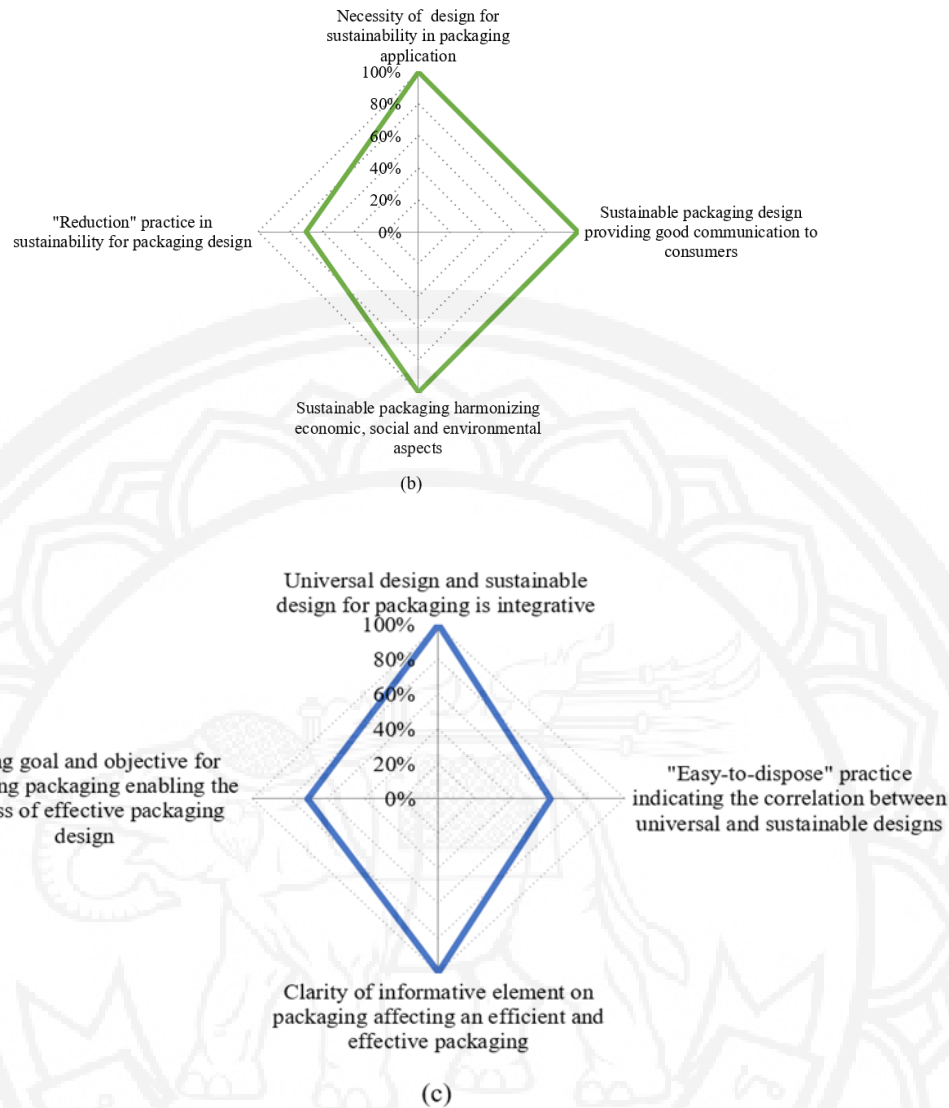 Necessity of design for
sustainability in packaging
application
100%
80%
60%
40%
20%
0%
"Reduction" practice in
sustainability for packaging design
Sustainable packaging design
providing good communication to
consumers
Sustainable packaging harmonizing
economic, social and environmental
aspects
(b)
Universal design and sustainable
design for packaging is integrative
100%
80%
60%
40%
20%
0%
goal and objective for
packaging enabling the
of effective packaging
design
"Easy-to-dispose" practice
indicating the correlation between
universal and sustainable designs
Clarity of informative element on
packaging affecting an efficient and
effective packaging
(c)